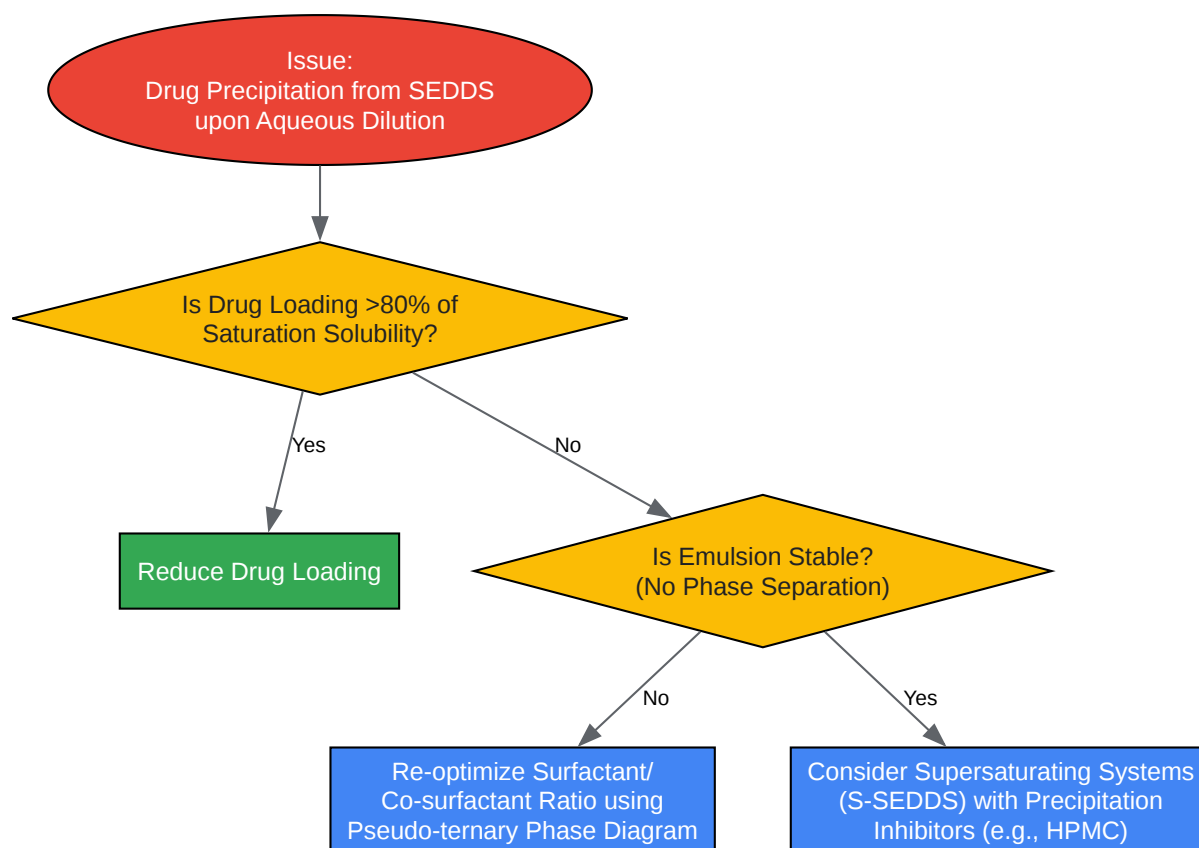 Issue:
Drug Precipitation from SEDDS
upon Aqueous Dilution
Is Drug Loading >80% of
Saturation Solubility?
Yes
No
Reduce Drug Loading
Is Emulsion Stable?
(No Phase Separation)
No
Yes
Re-optimize Surfactant/
Co-surfactant Ratio using
Pseudo-ternary Phase Diagram
Consider Supersaturating Systems
(S-SEDDS) with Precipitation
Inhibitors (e.g., HPMC)